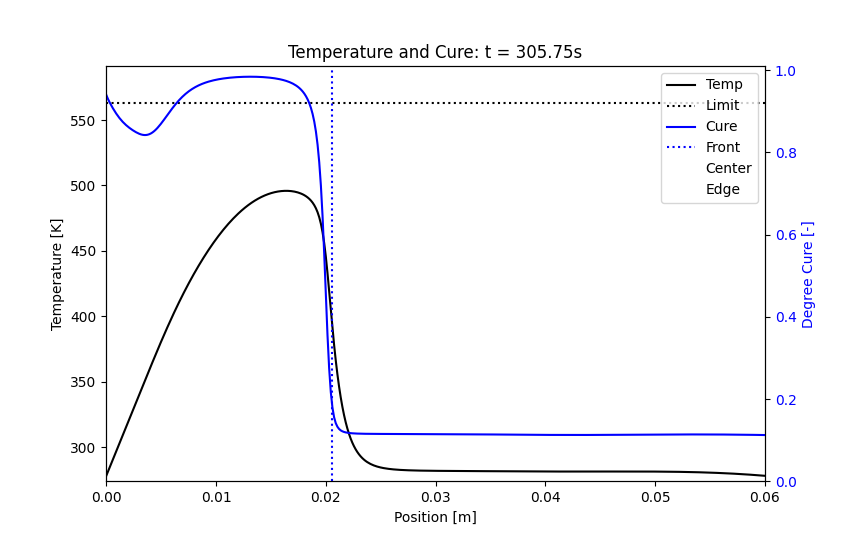 Temperature and Cure: t = 305.75s
Temperature [K]
550
500
450
400
350
300
Temp
Limit
Cure
Front
Center
Edge
1.0
0.8
0.6
0.4
0.2
0.0
Degree Cure [-]
0.00 0.01 0.02 0.03 0.04 0.05 0.06
Position [m]